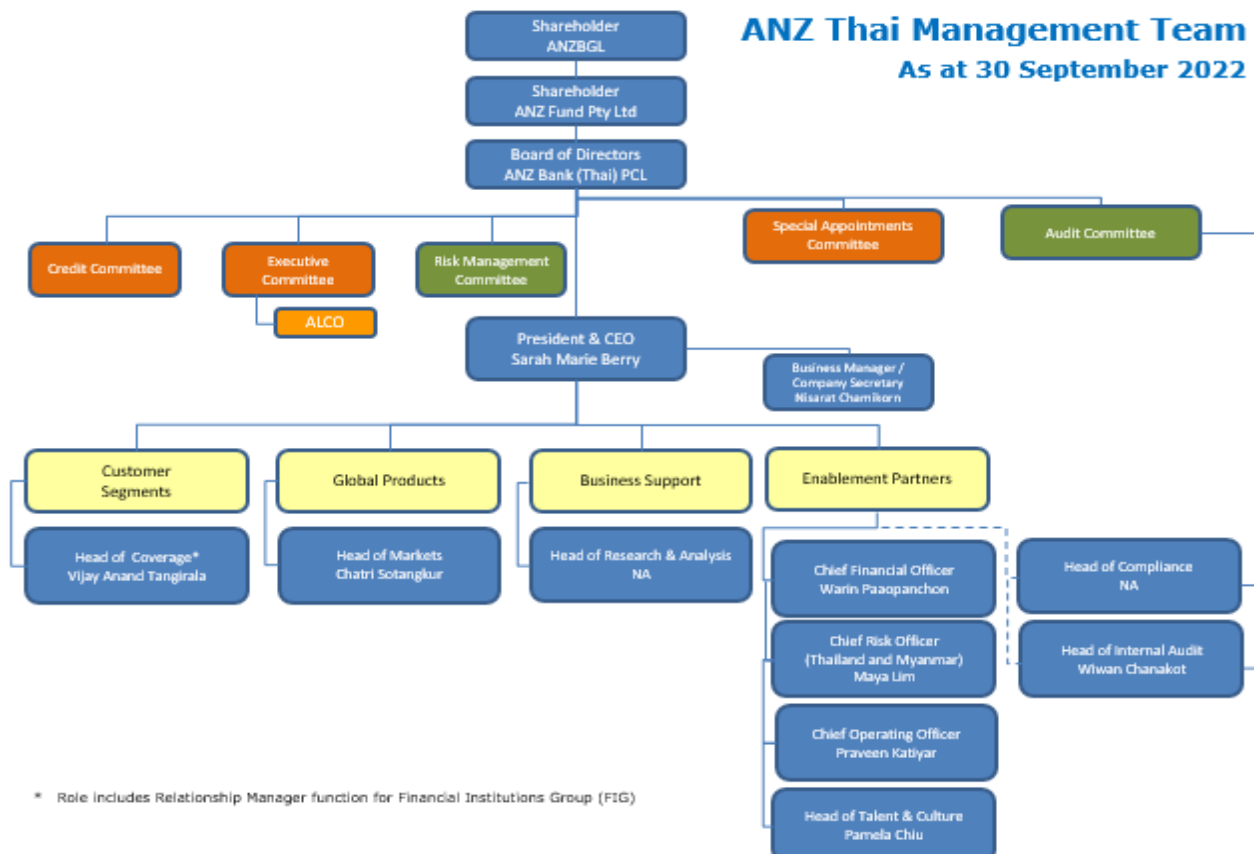 Shareholder
ANZBGL
ANZ Thai Management Team
As at 30 September 2022
Shareholder
ANZ Fund Pty Ltd
Board of Directors
ANZ Bank (Thai) PCL
Credit Committee
Executive
Committee
Risk Management
Committee
Special Appointments
Committee
Audit Committee
ALCO
President & CEO
Sarah Marie Berry
Business Manager /
Company Secretary
Nisarat Chamikorn
Customer
Segments
Global Products
Business Support
Enablement Partners
Head of Coverage*
Vijay Anand Tangirala
Head of Markets
Chatri Sotangkur
Head of Research & Analysis
NA
Chief Financial Officer
Warin Paaopanchon
Head of Compliance
NA
Chief Risk Officer
(Thailand and Myanmar)
Maya Lim
Head of Internal Audit
Wiwan Chanakot
Chief Operating Officer
Praveen Katiyar
Head of Talent & Culture
Pamela Chiu
* Role includes Relationship Manager function for Financial Institutions Group (FIG)